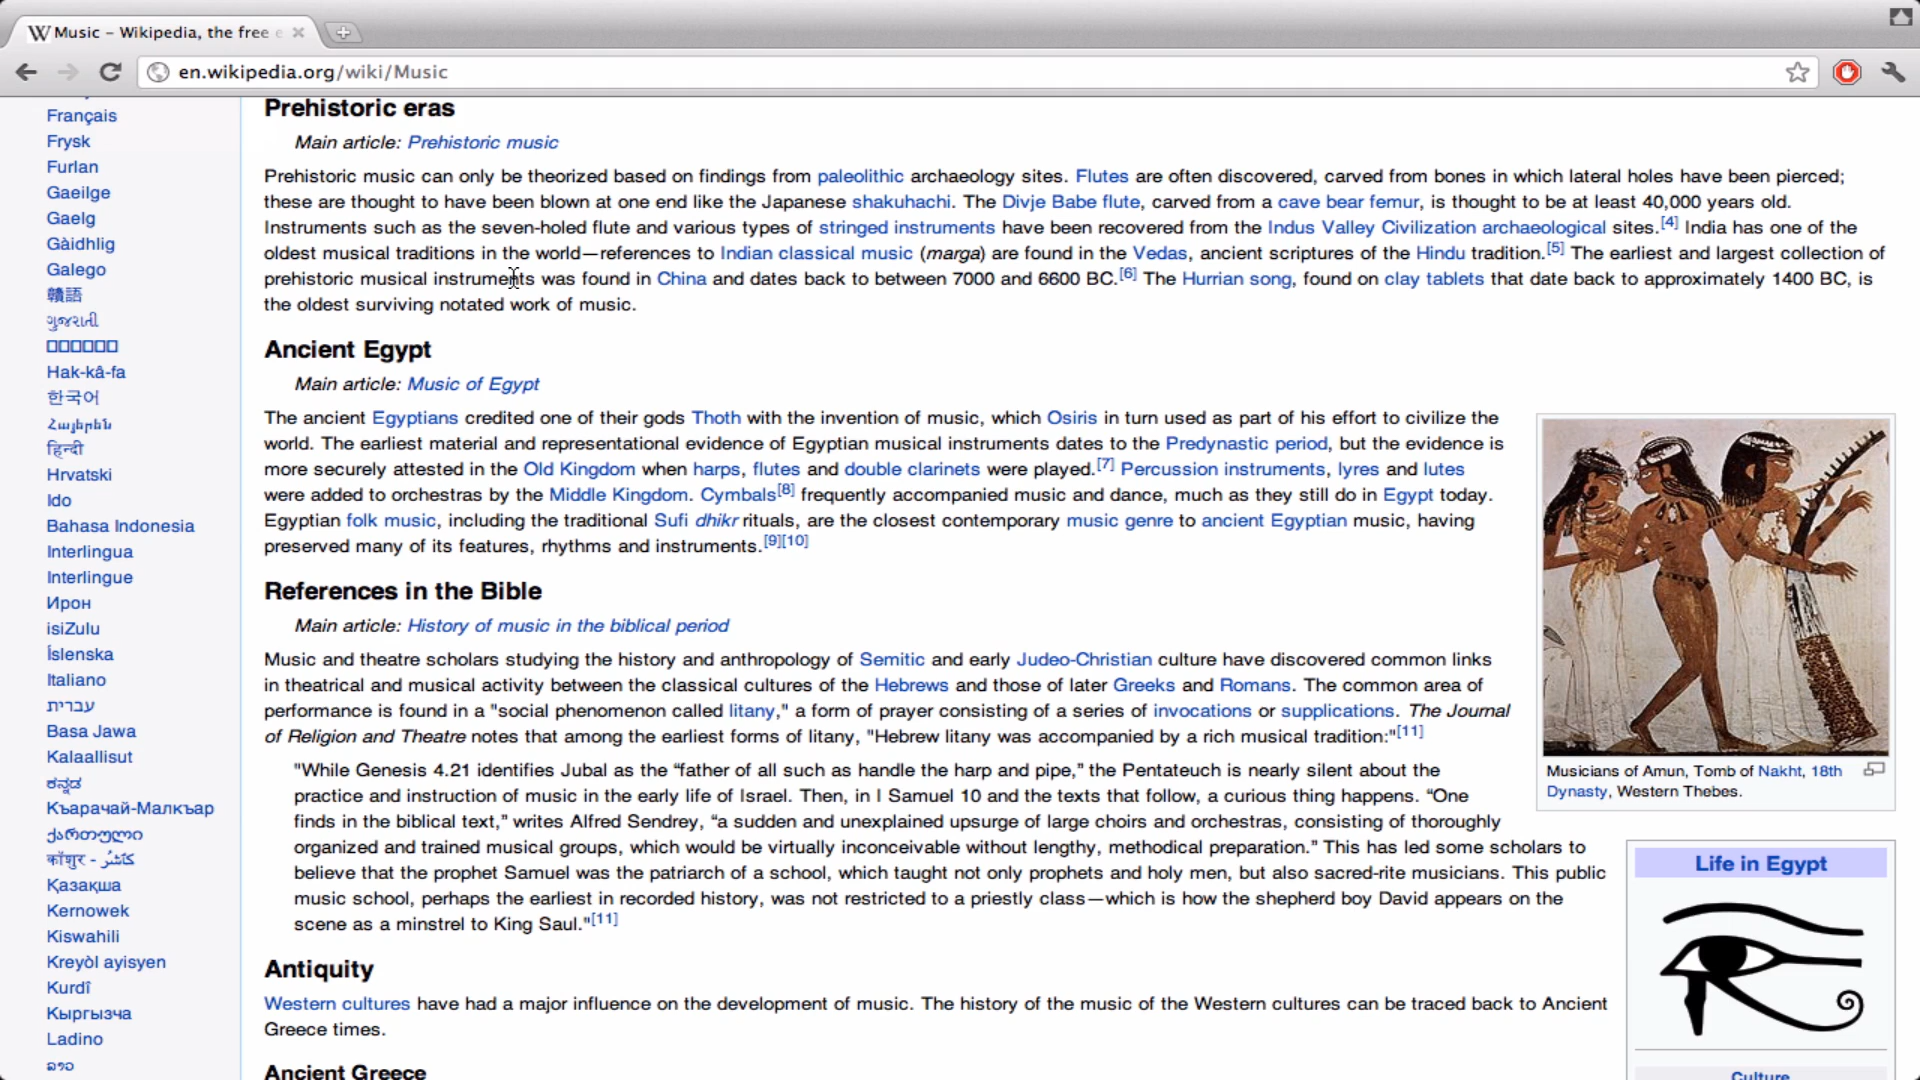 Music – Wikipedia, the free e
en.wikipedia.org/wiki/Music
Français
Frysk
Furlan
Gaeilge
Gaelg
Gàidhlig
Galego
贛語
ગુજરાતી
Hak-kâ-fa
한국어
Հայերեն
हिन्दी
Hrvatski
Ido
Bahasa Indonesia
Interlingua
Interlingue
Ирон
isiZulu
Íslenska
Italiano
עברית
Basa Jawa
Kalaallisut
ಕನ್ನಡ
Къарачай-Малкъар
ქართული
कॉशुर - كٲشُر
Қазақша
Kernowek
Kiswahili
Kreyòl ayisyen
Kurdî
Кыргызча
Ladino
ລາວ
Prehistoric eras
Main article: Prehistoric music
Prehistoric music can only be theorized based on findings from paleolithic archaeology sites. Flutes are often discovered, carved from bones in which lateral holes have been pierced;
these are thought to have been blown at one end like the Japanese shakuhachi. The Divje Babe flute, carved from a cave bear femur, is thought to be at least 40,000 years old.
Instruments such as the seven-holed flute and various types of stringed instruments have been recovered from the Indus Valley Civilization archaeological sites.[4] India has one of the
oldest musical traditions in the world—references to Indian classical music (marga) are found in the Vedas, ancient scriptures of the Hindu tradition.[5] The earliest and largest collection of
prehistoric musical instruments was found in China and dates back to between 7000 and 6600 BC.[6] The Hurrian song, found on clay tablets that date back to approximately 1400 BC, is
the oldest surviving notated work of music.
Ancient Egypt
Main article: Music of Egypt
The ancient Egyptians credited one of their gods Thoth with the invention of music, which Osiris in turn used as part of his effort to civilize the
world. The earliest material and representational evidence of Egyptian musical instruments dates to the Predynastic period, but the evidence is
more securely attested in the Old Kingdom when harps, flutes and double clarinets were played.[7] Percussion instruments, lyres and lutes
were added to orchestras by the Middle Kingdom. Cymbals[8] frequently accompanied music and dance, much as they still do in Egypt today.
Egyptian folk music, including the traditional Sufi dhikr rituals, are the closest contemporary music genre to ancient Egyptian music, having
preserved many of its features, rhythms and instruments.[9][10]
References in the Bible
Main article: History of music in the biblical period
Music and theatre scholars studying the history and anthropology of Semitic and early Judeo-Christian culture have discovered common links
in theatrical and musical activity between the classical cultures of the Hebrews and those of later Greeks and Romans. The common area of
performance is found in a "social phenomenon called litany," a form of prayer consisting of a series of invocations or supplications. The Journal
of Religion and Theatre notes that among the earliest forms of litany, "Hebrew litany was accompanied by a rich musical tradition:"[11]
"While Genesis 4.21 identifies Jubal as the “father of all such as handle the harp and pipe,” the Pentateuch is nearly silent about the
practice and instruction of music in the early life of Israel. Then, in I Samuel 10 and the texts that follow, a curious thing happens. “One
finds in the biblical text,” writes Alfred Sendrey, “a sudden and unexplained upsurge of large choirs and orchestras, consisting of thoroughly
organized and trained musical groups, which would be virtually inconceivable without lengthy, methodical preparation.” This has led some scholars to
believe that the prophet Samuel was the patriarch of a school, which taught not only prophets and holy men, but also sacred-rite musicians. This public
music school, perhaps the earliest in recorded history, was not restricted to a priestly class—which is how the shepherd boy David appears on the
scene as a minstrel to King Saul."[11]
Antiquity
Western cultures have had a major influence on the development of music. The history of the music of the Western cultures can be traced back to Ancient
Greece times.
Ancient Greece
Musicians of Amun, Tomb of Nakht, 18th
Dynasty, Western Thebes.
Life in Egypt
Culture